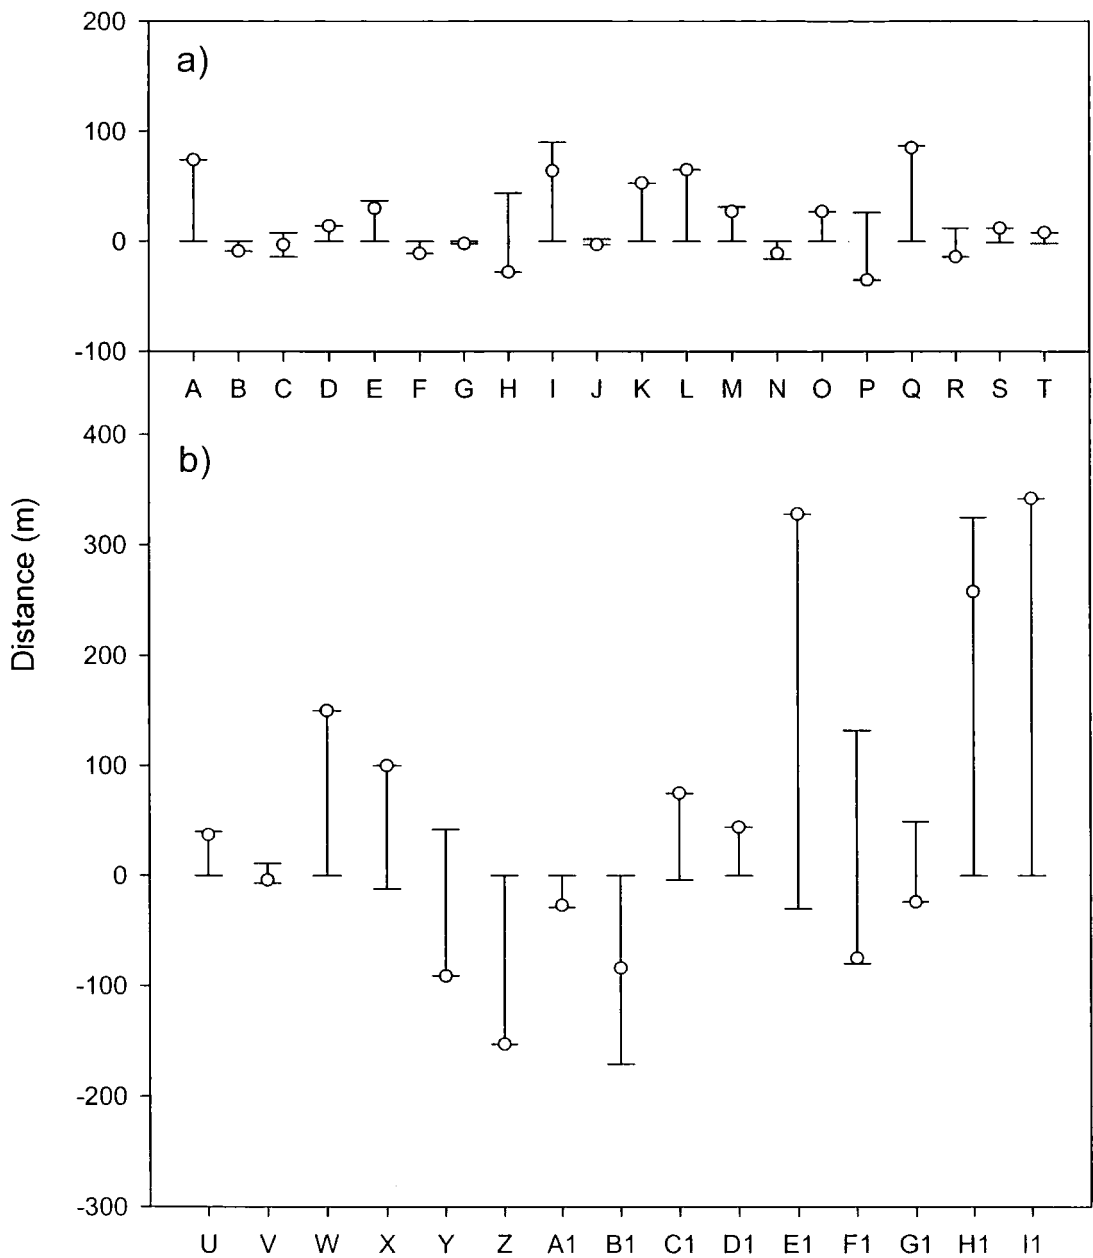 200
a)
100
0
-100
A B C D E F G H I J K L M N O P Q R S T
400
b)
300
200
100
0
-100
-200
-300
U V W X Y Z A1 B1 C1 D1 E1 F1 G1 H1 I1
Distance (m)